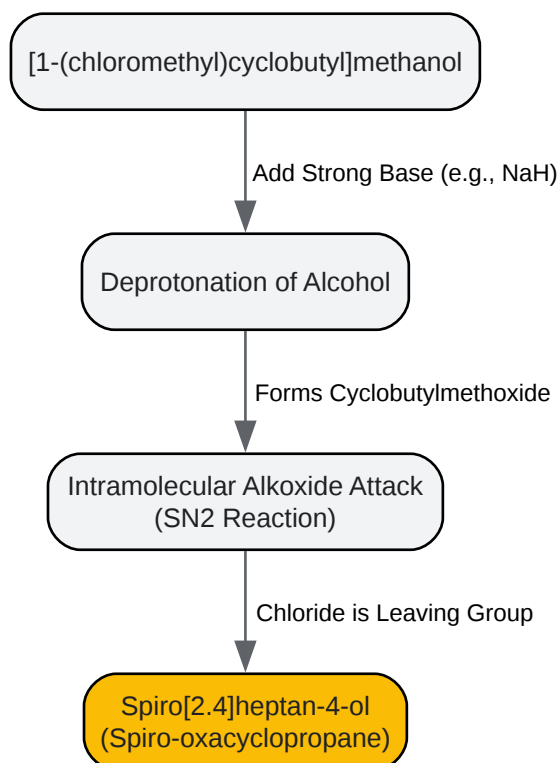 [1-(chloromethyl)cyclobutyl]methanol
Add Strong Base (e.g., NaH)
Deprotonation of Alcohol
Forms Cyclobutylmethoxide
Intramolecular Alkoxide Attack
(SN2 Reaction)
Chloride is Leaving Group
Spiro[2.4]heptan-4-ol
(Spiro-oxacyclopropane)